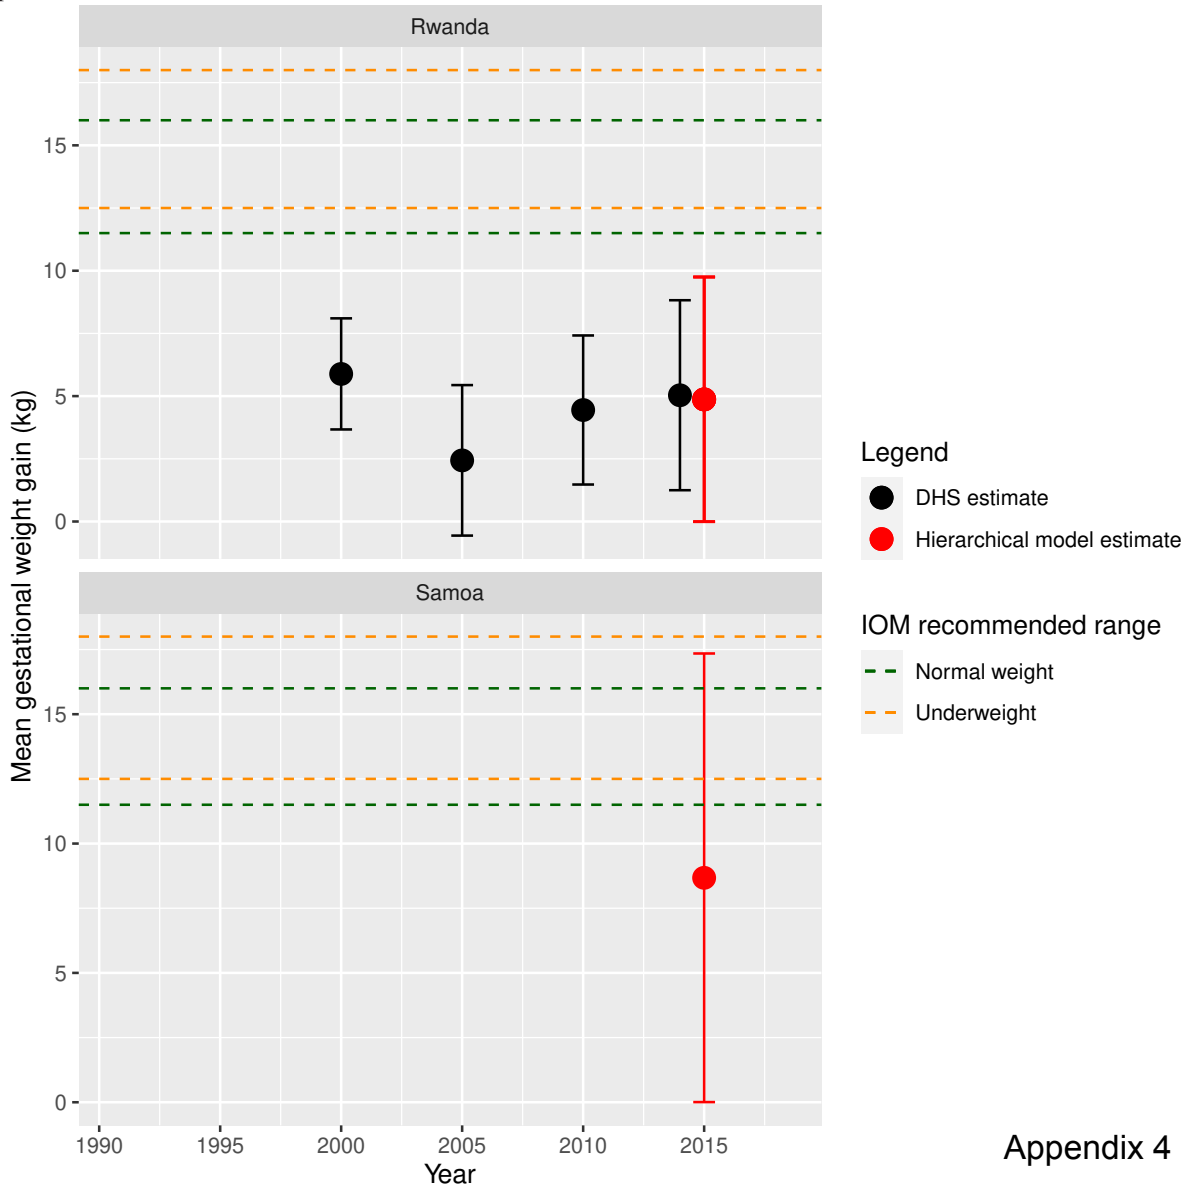 Rwanda
15
10
5
0
Samoa
15
10
5
0
1990 1995 2000 2005 2010 2015
Year
Mean gestational weight gain (kg)
Legend
DHS estimate
Hierarchical model estimate
IOM recommended range
Normal weight
Underweight
Appendix 4